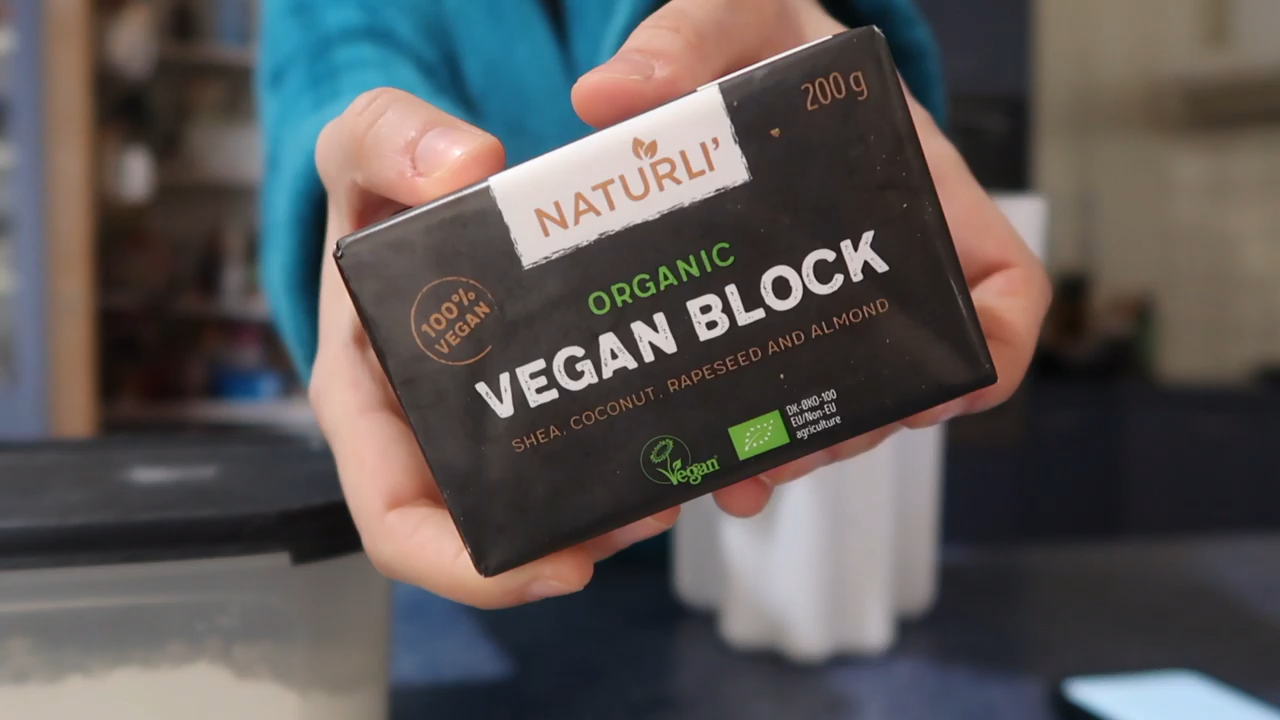 200 g
NATURLI'
100%
VEGAN
ORGANIC
VEGAN BLOCK
SHEA, COCONUT, RAPESEED AND ALMOND
Vegan
DK-ØKO-100
EU/Non-EU
agriculture